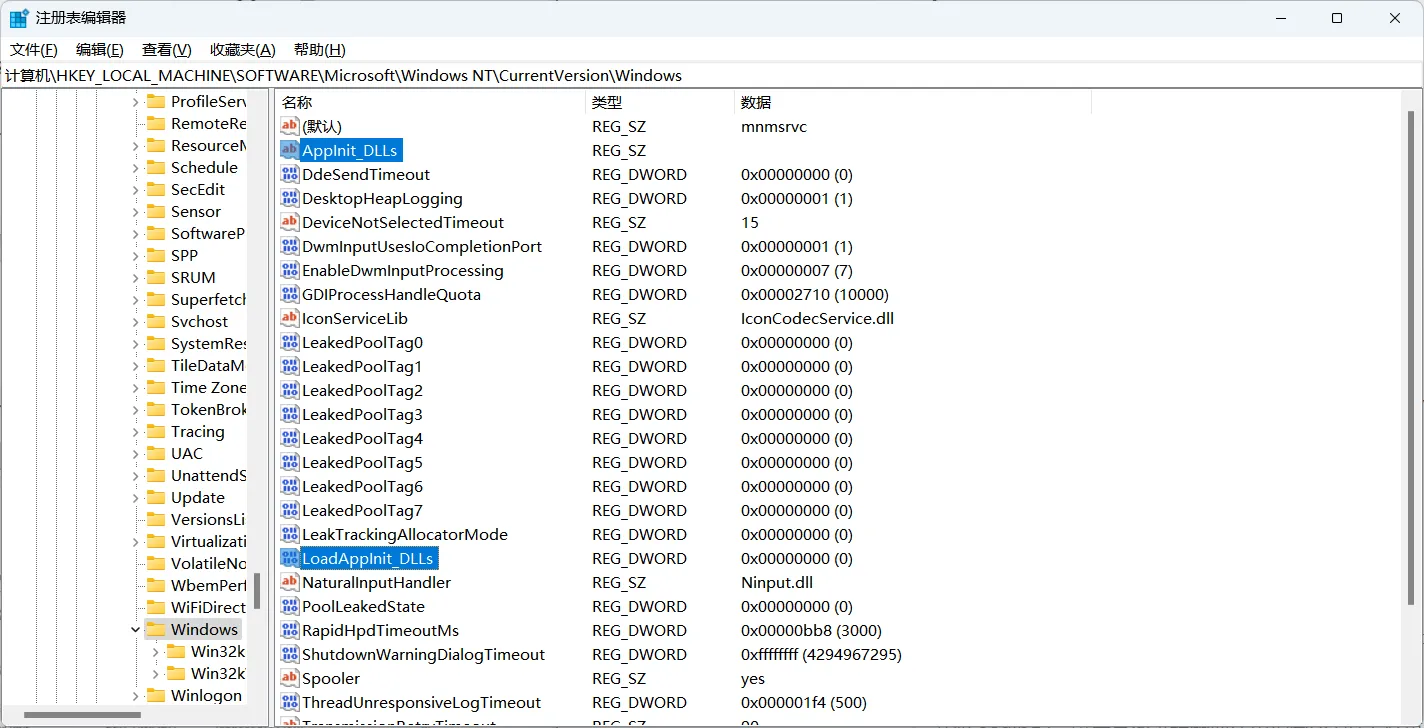 注册表编辑器
文件(F) 编辑(E) 查看(V) 收藏夹(A) 帮助(H)
计算机\HKEY_LOCAL_MACHINE\SOFTWARE\Microsoft\Windows NT\CurrentVersion\Windows
ProfileServ
RemoteRe
ResourceM
Schedule
SecEdit
Sensor
SoftwareP
SPP
SRUM
Superfetch
Svchost
SystemRes
TileDataM
Time Zone
TokenBrok
Tracing
UAC
UnattendS
Update
VersionsLi
Virtualizati
VolatileNo
WbemPerf
WiFiDirect
Windows
Win32k
Win32k
Winlogon
名称 类型 数据
(默认) REG_SZ mnmsrvc
AppInit_DLLs REG_SZ
DdeSendTimeout REG_DWORD 0x00000000 (0)
DesktopHeapLogging REG_DWORD 0x00000001 (1)
DeviceNotSelectedTimeout REG_SZ 15
DwmInputUsesIoCompletionPort REG_DWORD 0x00000001 (1)
EnableDwmInputProcessing REG_DWORD 0x00000007 (7)
GDIProcessHandleQuota REG_DWORD 0x00002710 (10000)
IconServiceLib REG_SZ IconCodecService.dll
LeakedPoolTag0 REG_DWORD 0x00000000 (0)
LeakedPoolTag1 REG_DWORD 0x00000000 (0)
LeakedPoolTag2 REG_DWORD 0x00000000 (0)
LeakedPoolTag3 REG_DWORD 0x00000000 (0)
LeakedPoolTag4 REG_DWORD 0x00000000 (0)
LeakedPoolTag5 REG_DWORD 0x00000000 (0)
LeakedPoolTag6 REG_DWORD 0x00000000 (0)
LeakedPoolTag7 REG_DWORD 0x00000000 (0)
LeakTrackingAllocatorMode REG_DWORD 0x00000000 (0)
LoadAppInit_DLLs REG_DWORD 0x00000000 (0)
NaturalInputHandler REG_SZ Ninput.dll
PoolLeakedState REG_DWORD 0x00000000 (0)
RapidHpdTimeoutMs REG_DWORD 0x00000bb8 (3000)
ShutdownWarningDialogTimeout REG_DWORD 0xffffffff (4294967295)
Spooler REG_SZ yes
ThreadUnresponsiveLogTimeout REG_DWORD 0x000001f4 (500)
TransmissionRetryTimeout REG_SZ 90